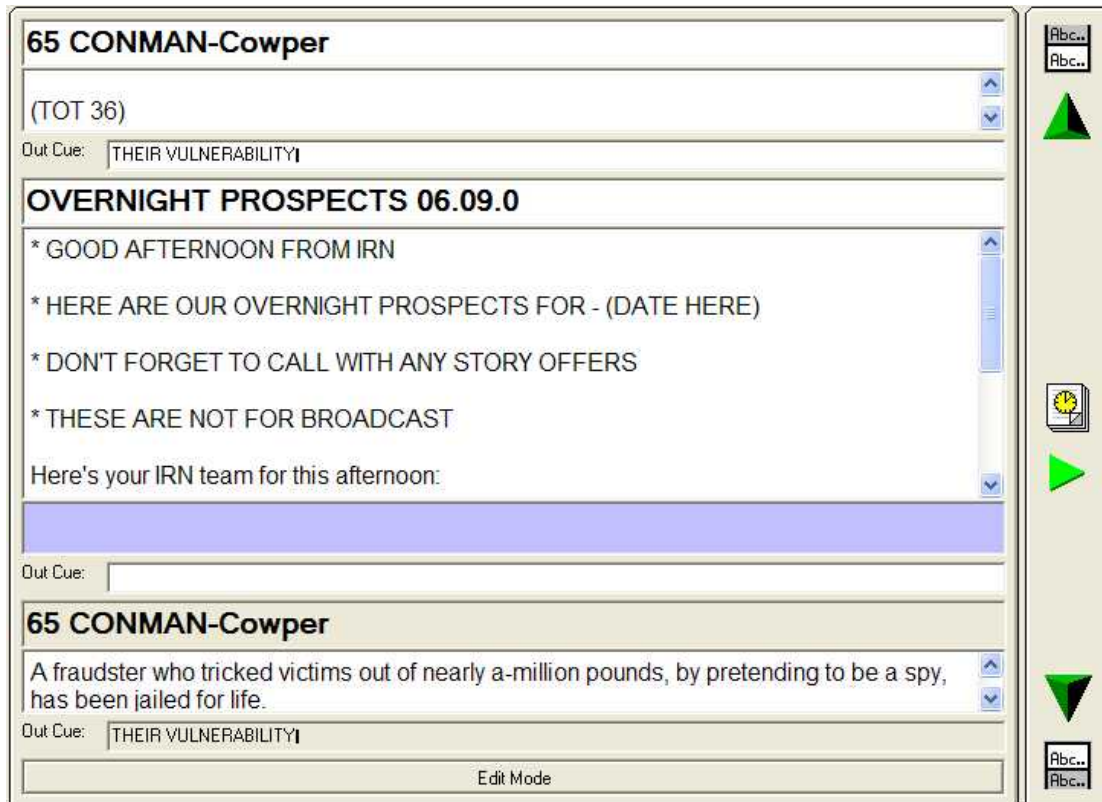 65 CONMAN-Cowper
(TOT 36)
Out Cue: THEIR VULNERABILITY
OVERNIGHT PROSPECTS 06.09.0
* GOOD AFTERNOON FROM IRN
* HERE ARE OUR OVERNIGHT PROSPECTS FOR - (DATE HERE)
* DON'T FORGET TO CALL WITH ANY STORY OFFERS
* THESE ARE NOT FOR BROADCAST
Here's your IRN team for this afternoon:
Out Cue:
65 CONMAN-Cowper
A fraudster who tricked victims out of nearly a-million pounds, by pretending to be a spy,
has been jailed for life.
Out Cue: THEIR VULNERABILITY
Edit Mode
Abc..
Abc..
Abc..
Abc..